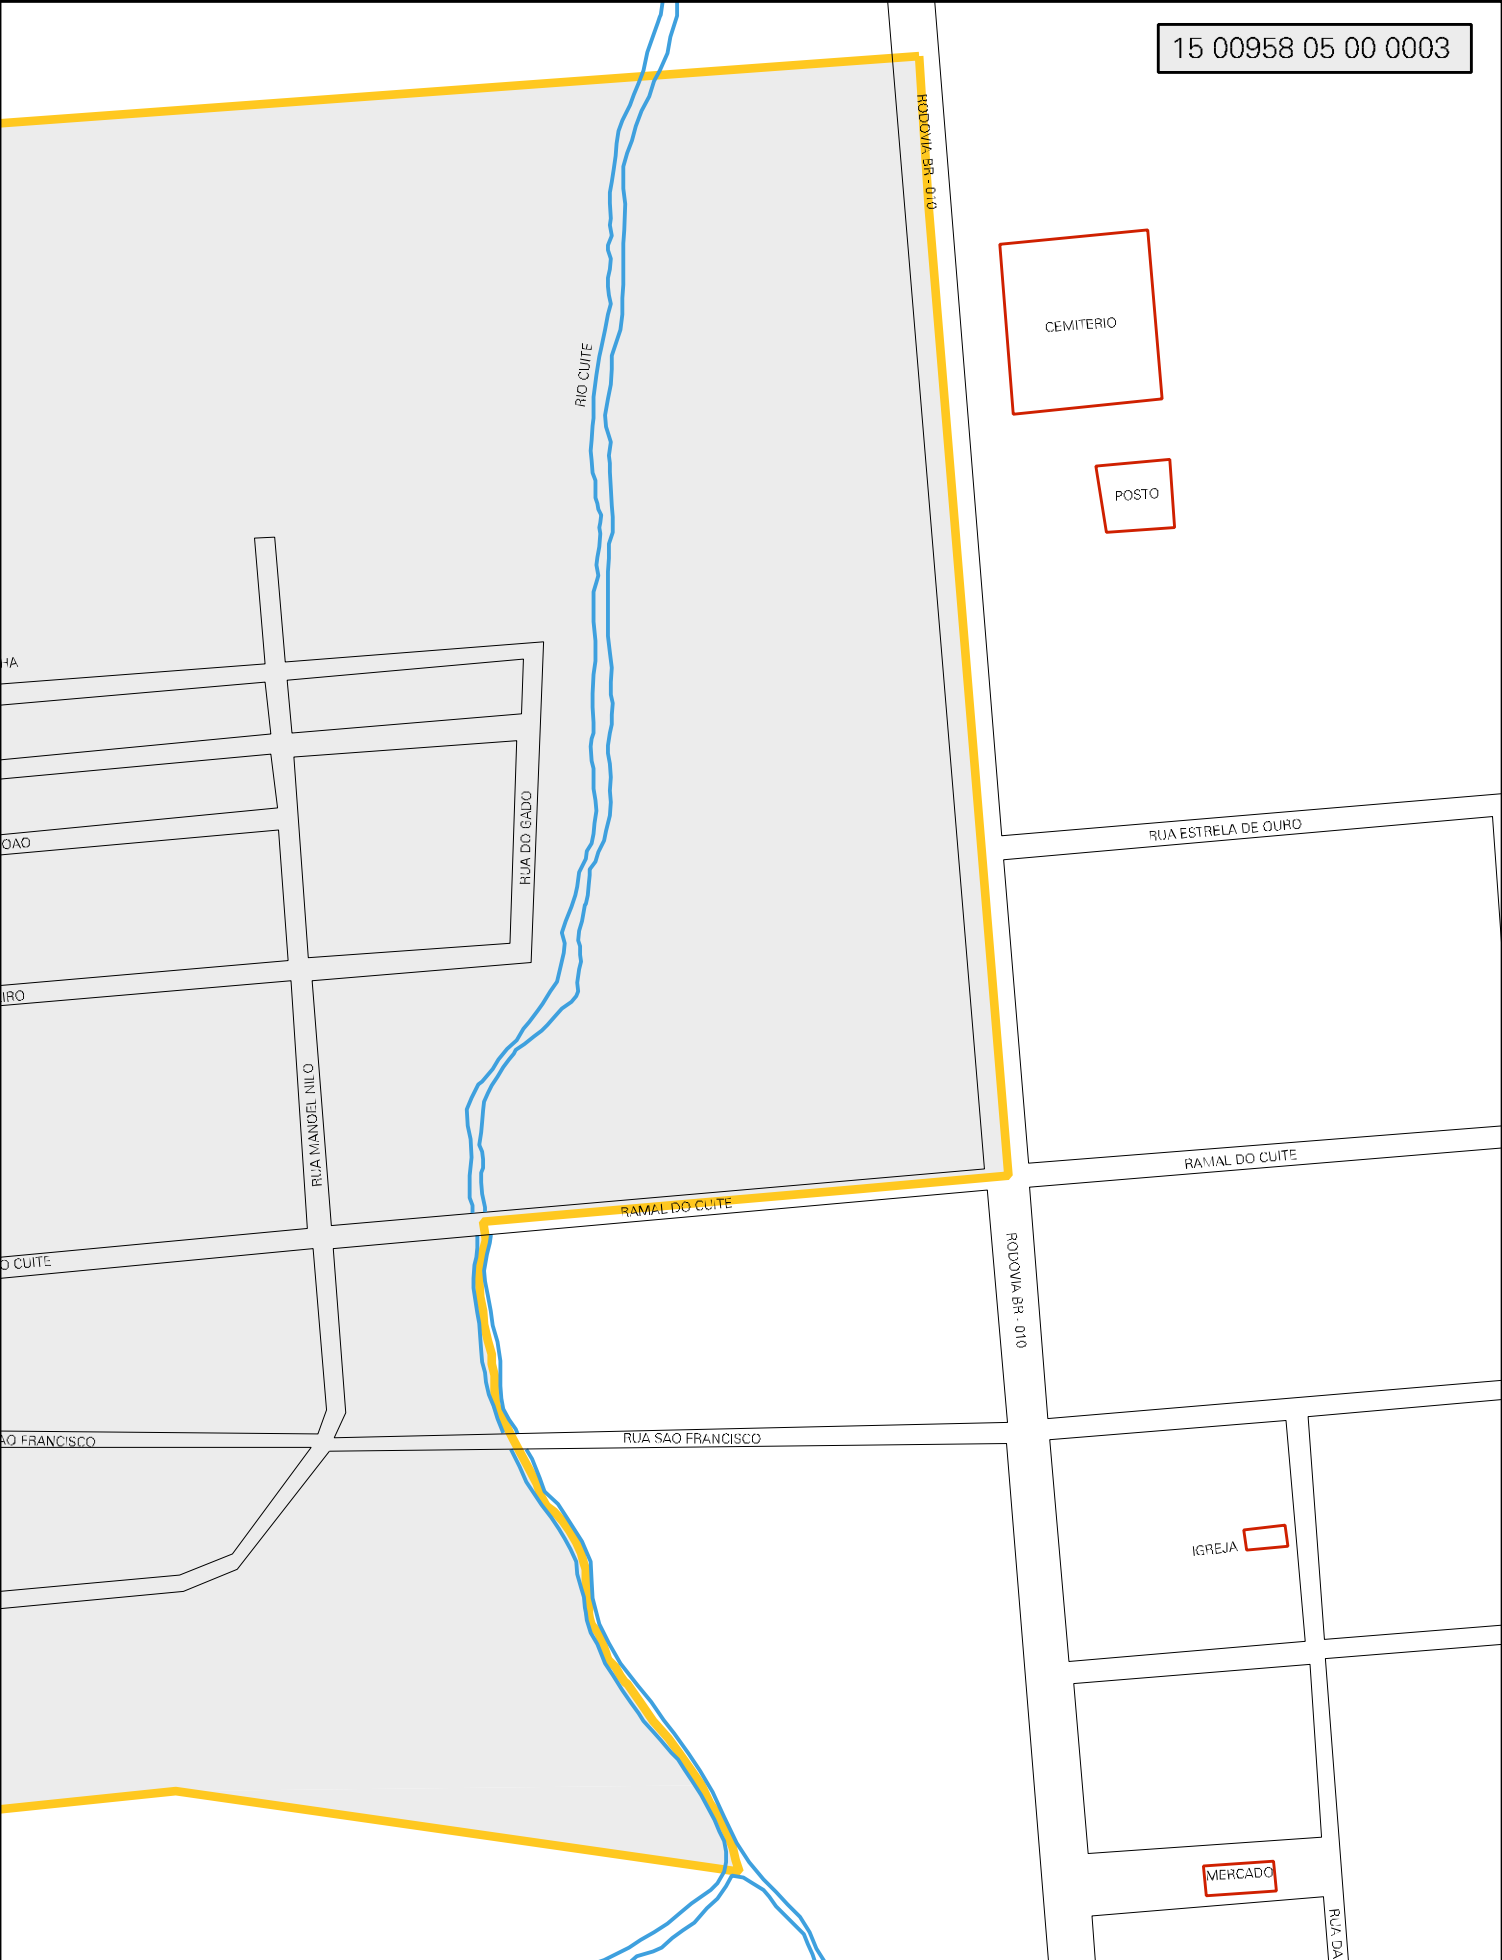 15 00958 05 00 0003
RODOVIA BR - 010
CEMITERIO
RIO CUITE
POSTO
HA
RUA ESTRELA DE OURO
RUA DO GADO
OAO
IRO
RUA MANOEL NILO
RAMAL DO CUITE
RAMAL DO CUITE
O CUITE
RODOVIA BR - 010
AO FRANCISCO
RUA SAO FRANCISCO
IGREJA
MERCADO
RUA DA